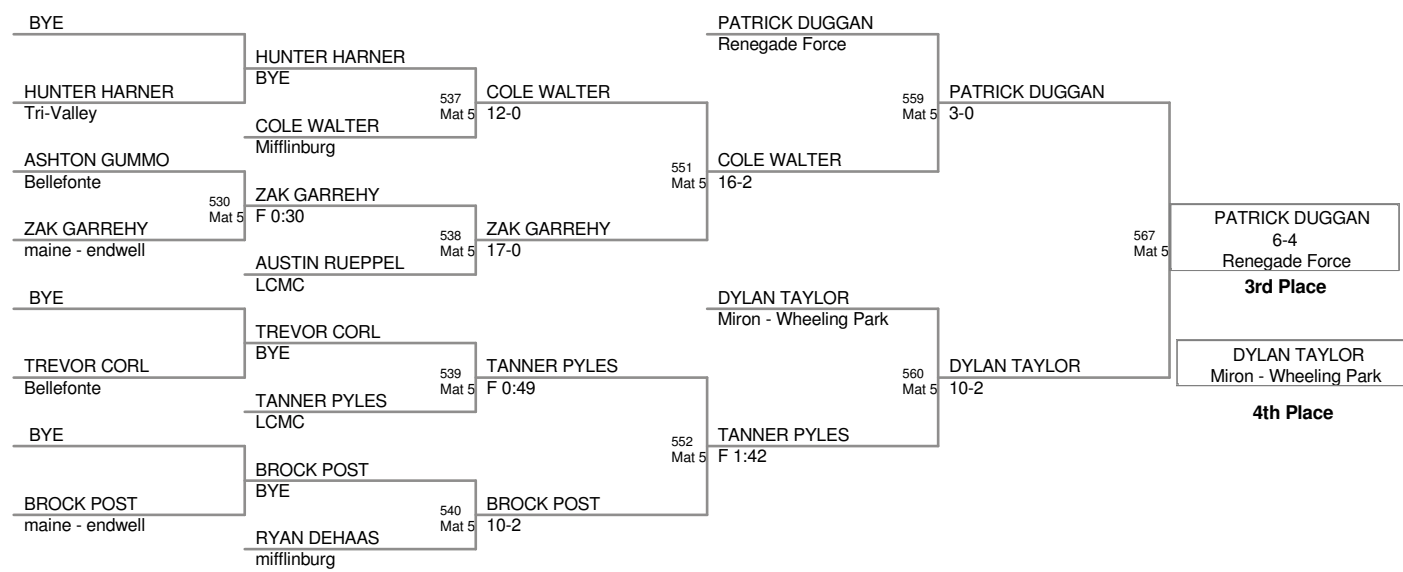 BYE
HUNTER HARNER
Tri-Valley
ASHTON GUMMO
Bellefonte
530
Mat 5
ZAK GARREHY
maine - endwell
BYE
TREVOR CORL
Bellefonte
BYE
BROCK POST
maine - endwell
HUNTER HARNER
BYE
537
Mat 5
COLE WALTER
Mifflinburg
ZAK GARREHY
F 0:30
538
Mat 5
AUSTIN RUEPPEL
LCMC
TREVOR CORL
BYE
539
Mat 5
TANNER PYLES
LCMC
BROCK POST
BYE
540
Mat 5
RYAN DEHAAS
mifflinburg
COLE WALTER
12-0
551
Mat 5
ZAK GARREHY
17-0
TANNER PYLES
F 0:49
552
Mat 5
BROCK POST
10-2
PATRICK DUGGAN
Renegade Force
559
Mat 5
COLE WALTER
16-2
DYLAN TAYLOR
Miron - Wheeling Park
560
Mat 5
TANNER PYLES
F 1:42
PATRICK DUGGAN
3-0
567
Mat 5
DYLAN TAYLOR
10-2
PATRICK DUGGAN
6-4
Renegade Force
3rd Place
DYLAN TAYLOR
Miron - Wheeling Park
4th Place